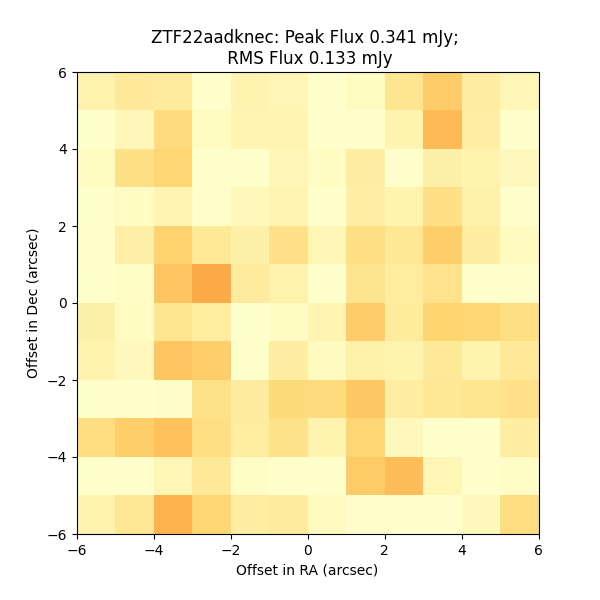 ZTF22aadknec: Peak Flux 0.341 mJy;
RMS Flux 0.133 mJy
6
4
2
0
−2
−4
−6
Offset in Dec (arcsec)
−6 −4 −2 0 2 4 6
Offset in RA (arcsec)